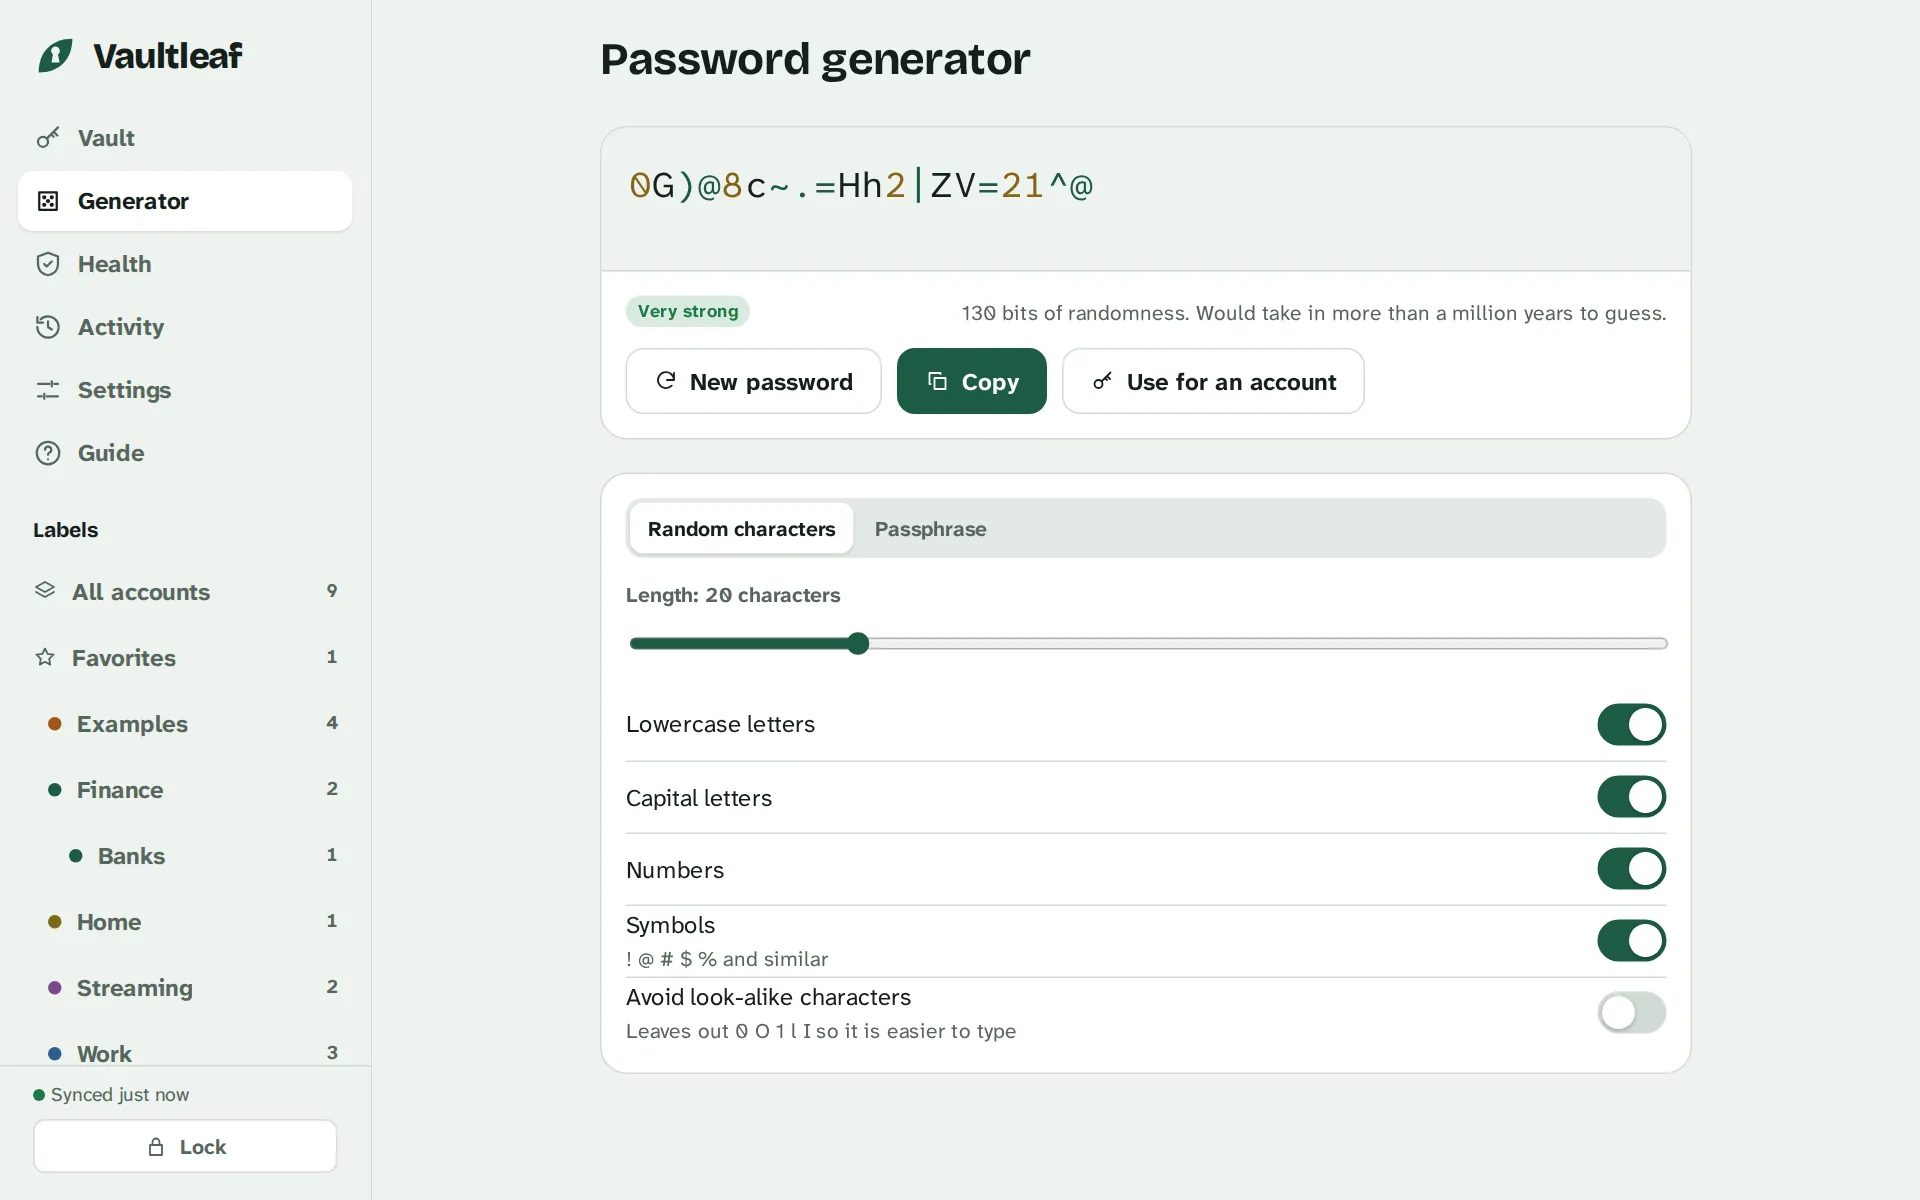 Vaultleaf
Vault
Generator
Health
Activity
Settings
Guide
Labels
All accounts 9
Favorites 1
Examples 4
Finance 2
Banks 1
Home 1
Streaming 2
Work 3
Synced just now
Lock
Password generator
0G)@8c~.=Hh2|ZV=21^@
Very strong
130 bits of randomness. Would take in more than a million years to guess.
New password
Copy
Use for an account
Random characters
Passphrase
Length: 20 characters
Lowercase letters
Capital letters
Numbers
Symbols
! @ # $ % and similar
Avoid look-alike characters
Leaves out 0 O 1 l I so it is easier to type